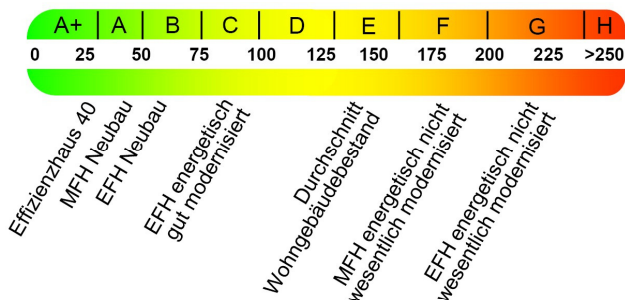 A+ A B C D E F G H
0 25 50 75 100 125 150 175 200 225 >250
Effizienzhaus 40
MFH Neubau
EFH Neubau
EFH energetisch
gut modernisiert
Durchschnitt
Wohngebäudebestand
MFH energetisch nicht
wesentlich modernisiert
EFH energetisch nicht
wesentlich modernisiert